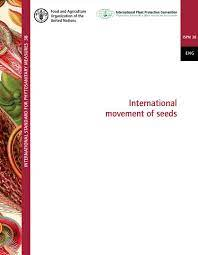 Food and Agriculture
Organization of the
United Nations
International Plant Protection Convention
ISPM 38
ENG
INTERNATIONAL STANDARD FOR PHYTOSANITARY MEASURES 38
International
movement of seeds